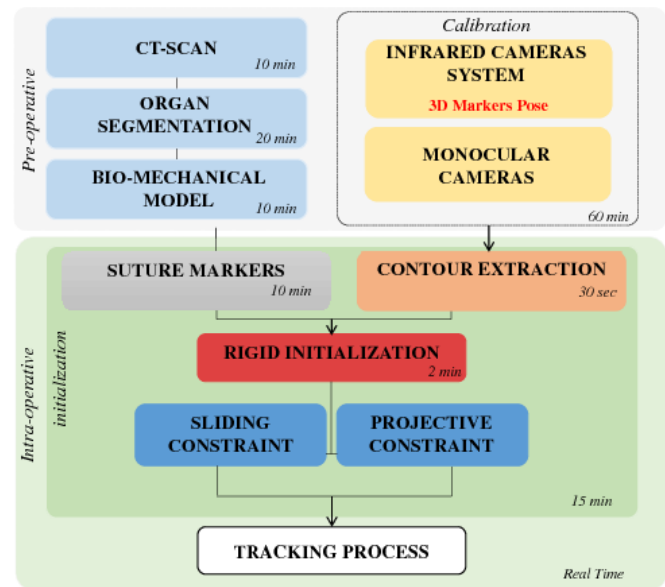 Pre-operative
CT-SCAN
10 min
ORGAN
SEGMENTATION
20 min
BIO-MECHANICAL
MODEL
10 min
Calibration
INFRARED CAMERAS
SYSTEM
3D Markers Pose
MONOCULAR
CAMERAS
60 min
Intra-operative
initialization
SUTURE MARKERS
10 min
CONTOUR EXTRACTION
30 sec
RIGID INITIALIZATION
2 min
SLIDING
CONSTRAINT
PROJECTIVE
CONSTRAINT
15 min
TRACKING PROCESS
Real Time